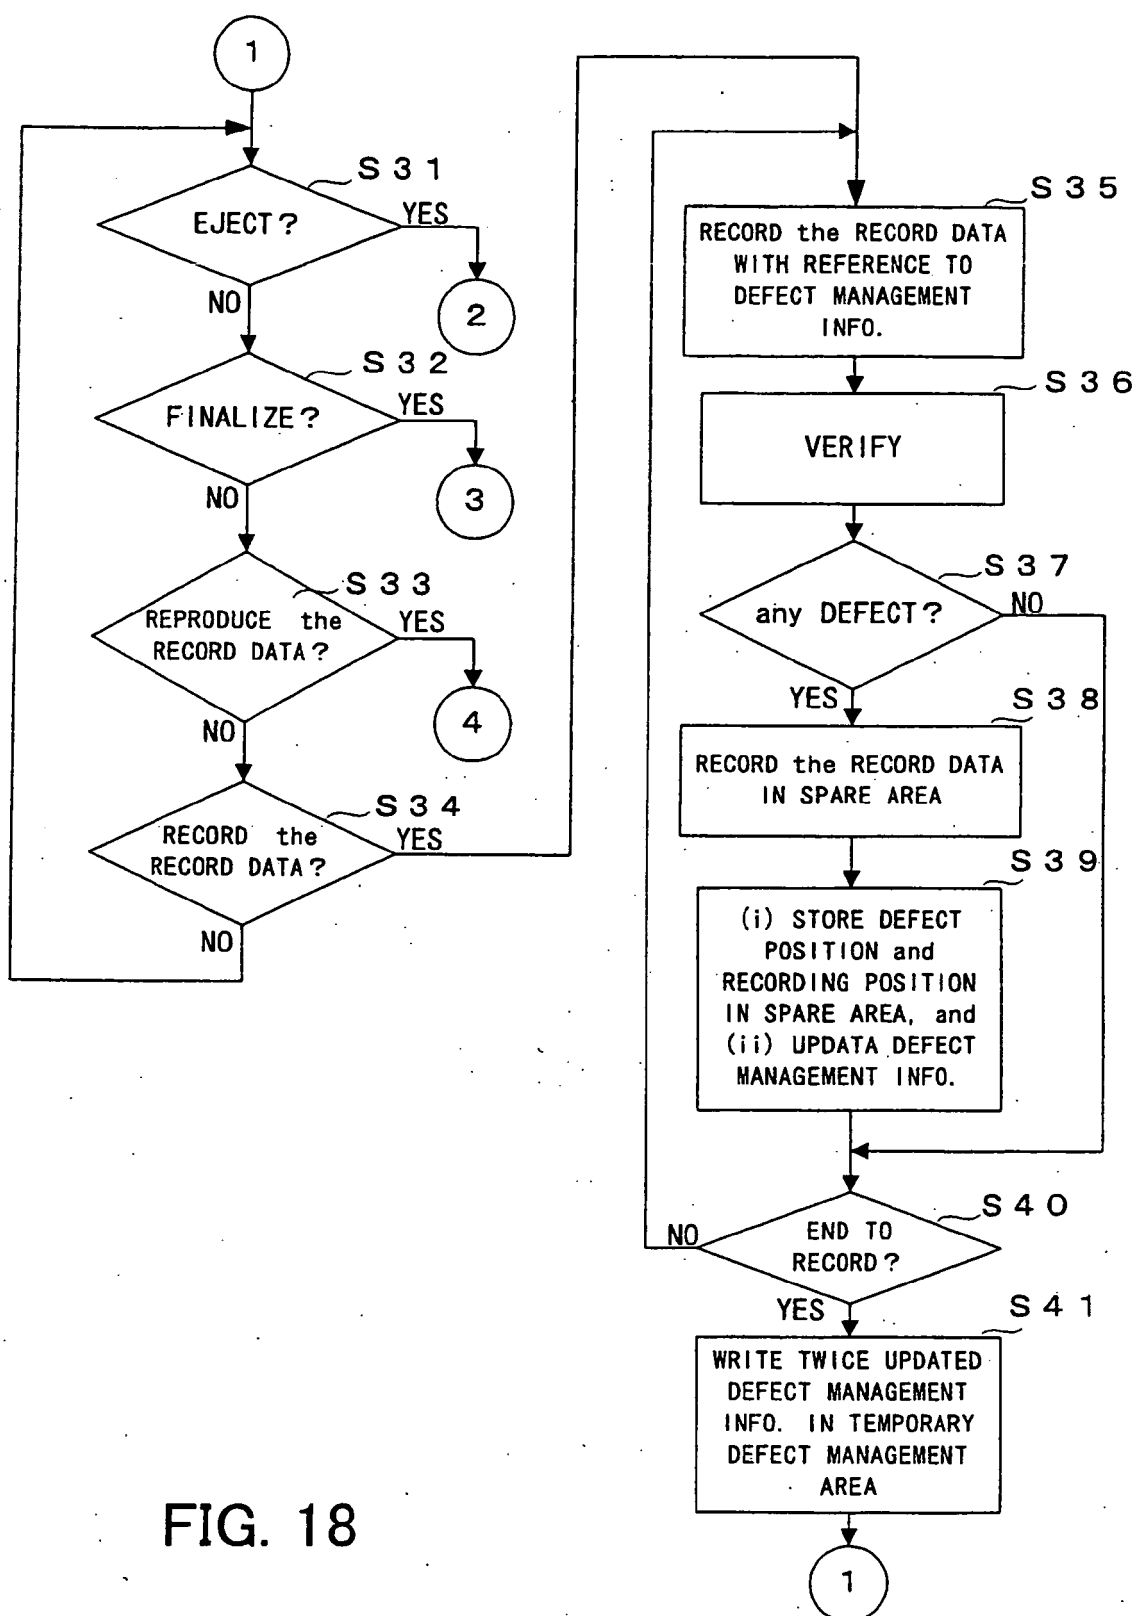 1
S31
EJECT?
YES
NO
2
S32
FINALIZE?
YES
NO
3
S33
REPRODUCE the
RECORD DATA?
YES
NO
4
S34
RECORD the
RECORD DATA?
YES
NO
S35
RECORD the RECORD DATA
WITH REFERENCE TO
DEFECT MANAGEMENT
INFO.
S36
VERIFY
S37
any DEFECT?
NO
YES
S38
RECORD the RECORD DATA
IN SPARE AREA
S39
(i) STORE DEFECT
POSITION and
RECORDING POSITION
IN SPARE AREA, and
(ii) UPDATA DEFECT
MANAGEMENT INFO.
S40
END TO
RECORD?
NO
YES
S41
WRITE TWICE UPDATED
DEFECT MANAGEMENT
INFO. IN TEMPORARY
DEFECT MANAGEMENT
AREA
1
FIG. 18